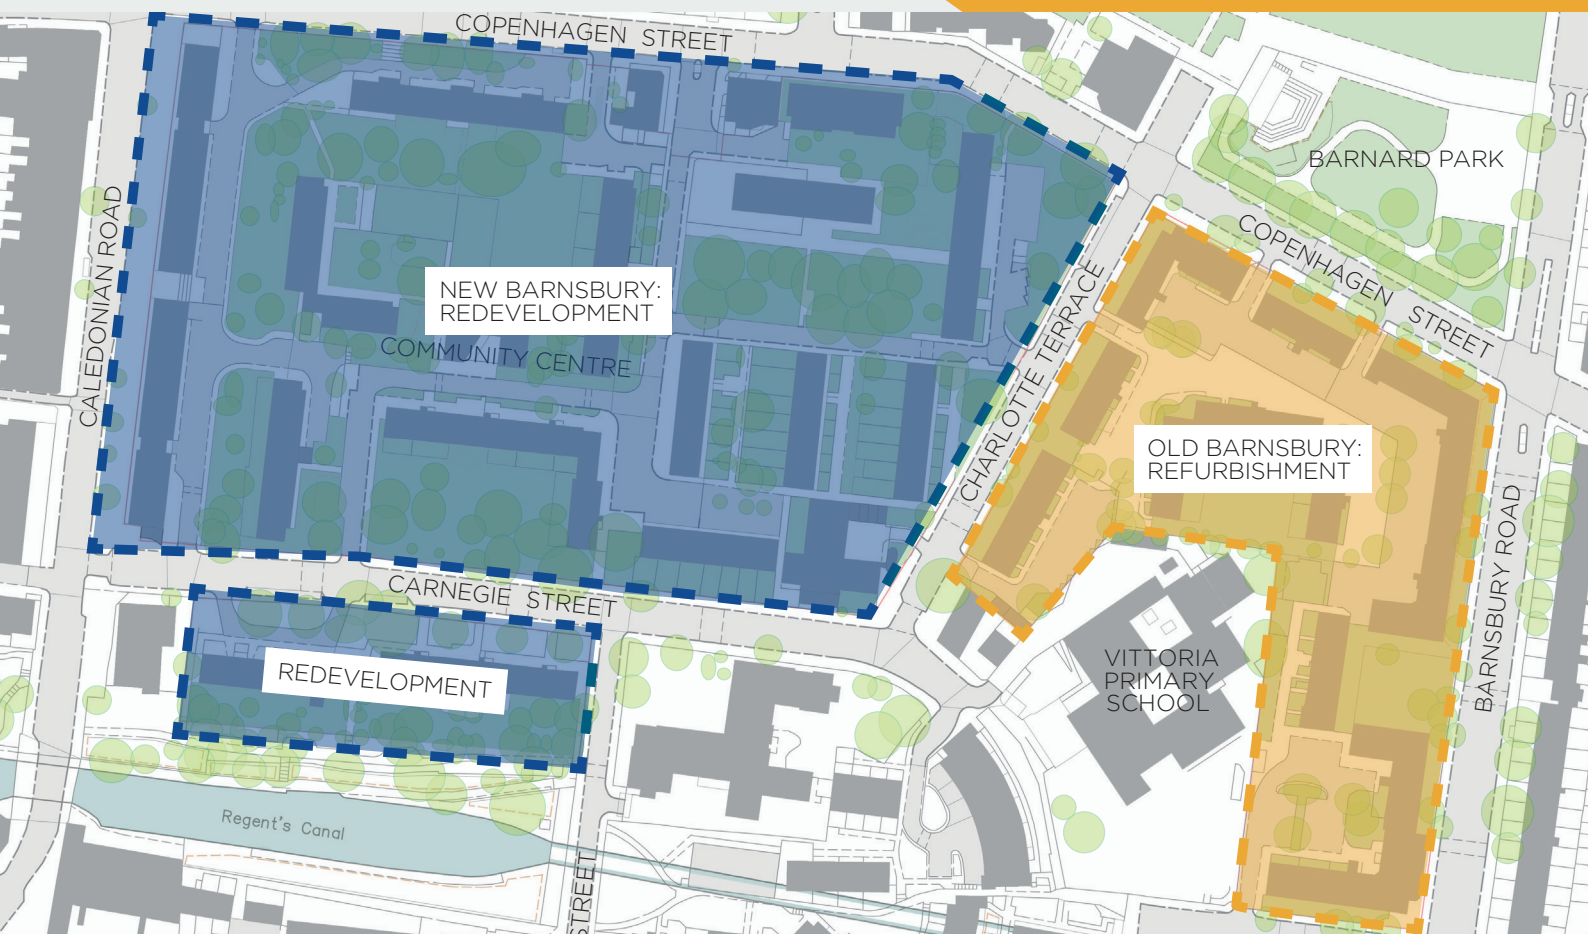 COPENHAGEN STREET
BARNARD PARK
CALEDONIAN ROAD
COPENHAGEN STREET
NEW BARNSBURY:
REDEVELOPMENT
COMMUNITY CENTRE
CHARLOTTE TERRACE
OLD BARNSBURY:
REFURBISHMENT
BARNSBURY ROAD
CARNEGIE STREET
REDEVELOPMENT
VITTORIA
PRIMARY
SCHOOL
Regent's Canal
STREET